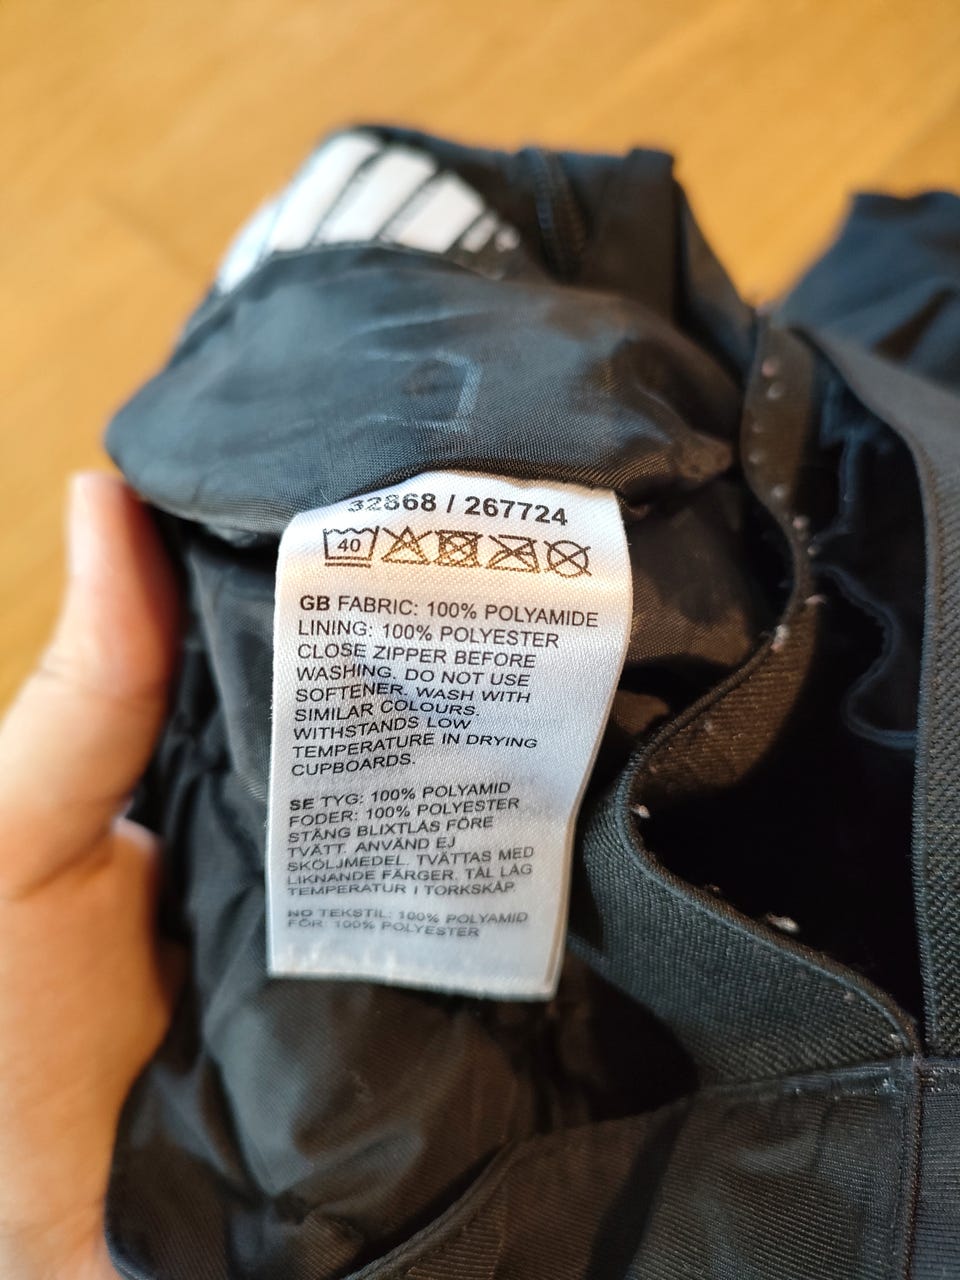 32868 / 267724
40
GB FABRIC: 100% POLYAMIDE
LINING: 100% POLYESTER
CLOSE ZIPPER BEFORE
WASHING. DO NOT USE
SOFTENER. WASH WITH
SIMILAR COLOURS.
WITHSTANDS LOW
TEMPERATURE IN DRYING
CUPBOARDS.
SE TYG: 100% POLYAMID
FODER: 100% POLYESTER
STÄNG BLIXTLÅS FÖRE
TVÄTT. ANVÄND EJ
SKÖLJMEDEL. TVÄTTAS MED
LIKNANDE FÄRGER. TÅL LÅG
TEMPERATUR I TORKSKÅP.
NO TEKSTIL: 100% POLYAMID
FÔR: 100% POLYESTER